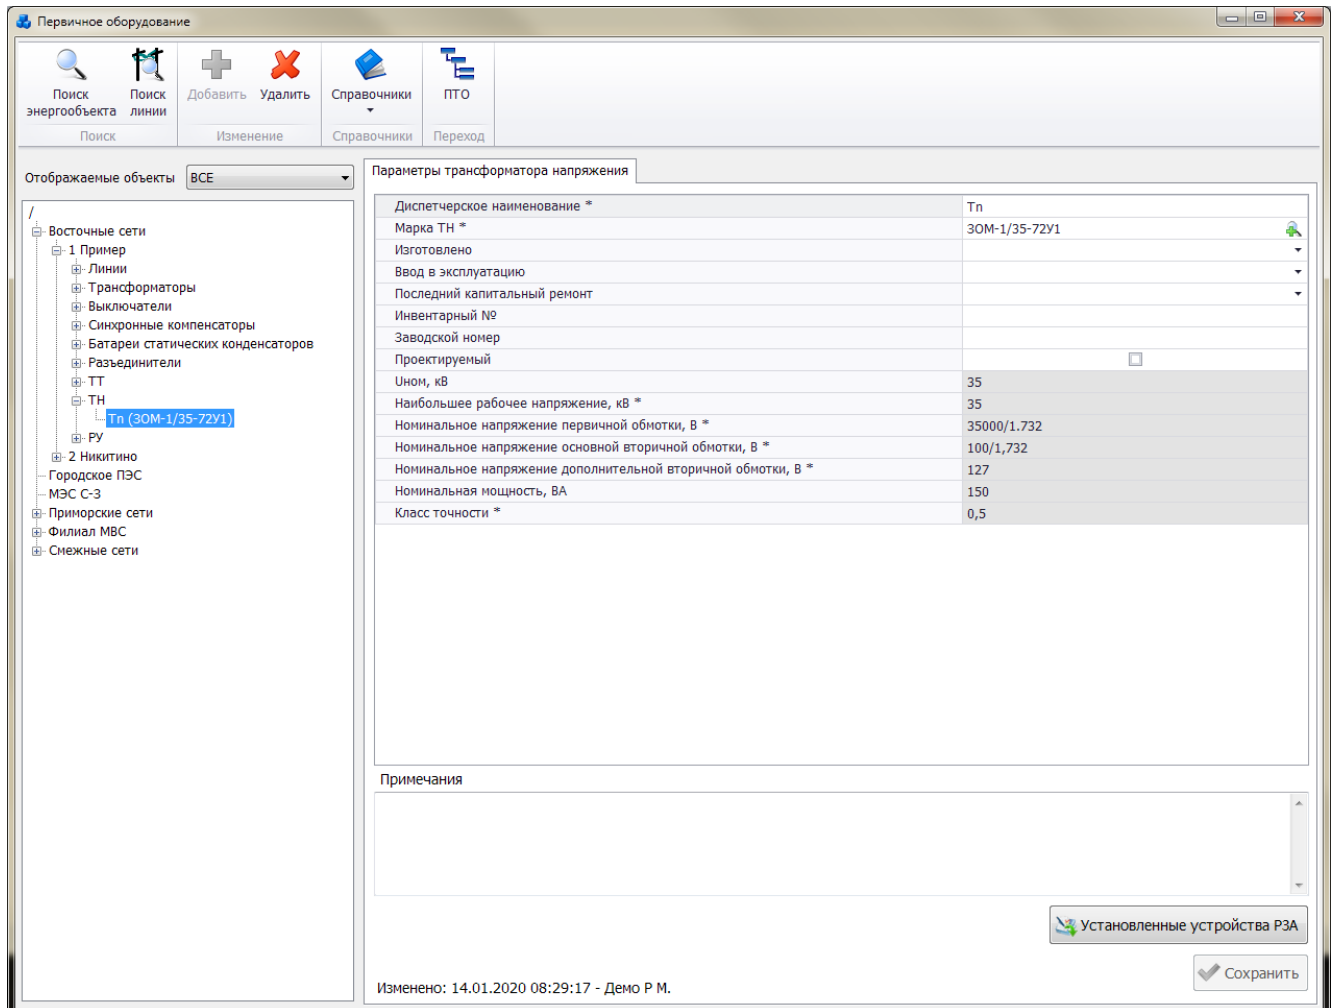 Первичное оборудование
Поиск энергообъекта
Поиск линии
Добавить
Удалить
Справочники
ПТО
Поиск
Изменение
Справочники
Переход
Отображаемые объекты ВСЕ
/
Восточные сети
1 Пример
Линии
Трансформаторы
Выключатели
Синхронные компенсаторы
Батареи статических конденсаторов
Разъединители
ТТ
ТН
Тп (ЗОМ-1/35-72У1)
РУ
2 Никитино
Городское ПЭС
МЭС С-3
Приморские сети
Филиал МВС
Смежные сети
Параметры трансформатора напряжения
Диспетчерское наименование * Тп
Марка ТН * ЗОМ-1/35-72У1
Изготовлено
Ввод в эксплуатацию
Последний капитальный ремонт
Инвентарный №
Заводской номер
Проектируемый
Uном, кВ 35
Наибольшее рабочее напряжение, кВ * 35
Номинальное напряжение первичной обмотки, В * 35000/1.732
Номинальное напряжение основной вторичной обмотки, В * 100/1,732
Номинальное напряжение дополнительной вторичной обмотки, В * 127
Номинальная мощность, ВА 150
Класс точности * 0,5
Примечания
Установленные устройства РЗА
Сохранить
Изменено: 14.01.2020 08:29:17 - Демо Р М.